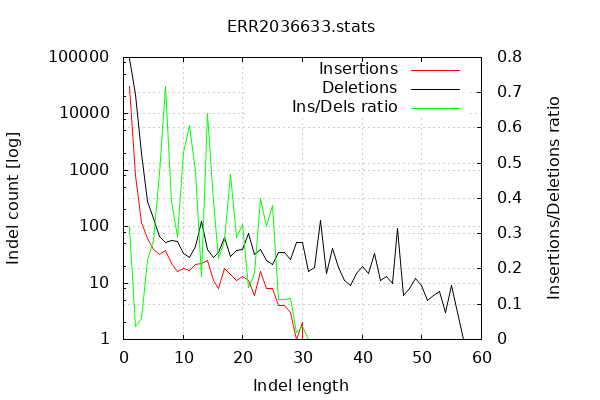 ERR2036633.stats
Insertions
Deletions
Ins/Dels ratio
Indel count [log]
100000
10000
1000
100
10
1
0.8
0.7
0.6
0.5
0.4
0.3
0.2
0.1
0
Insertions/Deletions ratio
0 10 20 30 40 50 60
Indel length